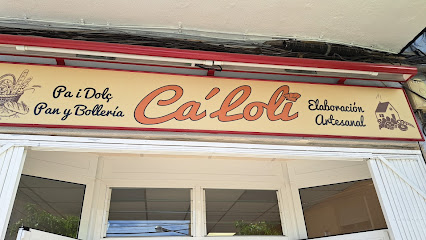 Pa i Dolç
Pan y Bollería
Ca'Loli
Elaboración
Artesanal